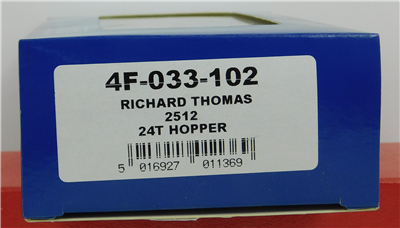 4F-033-102
RICHARD THOMAS
2512
24T HOPPER
5 016927 011369